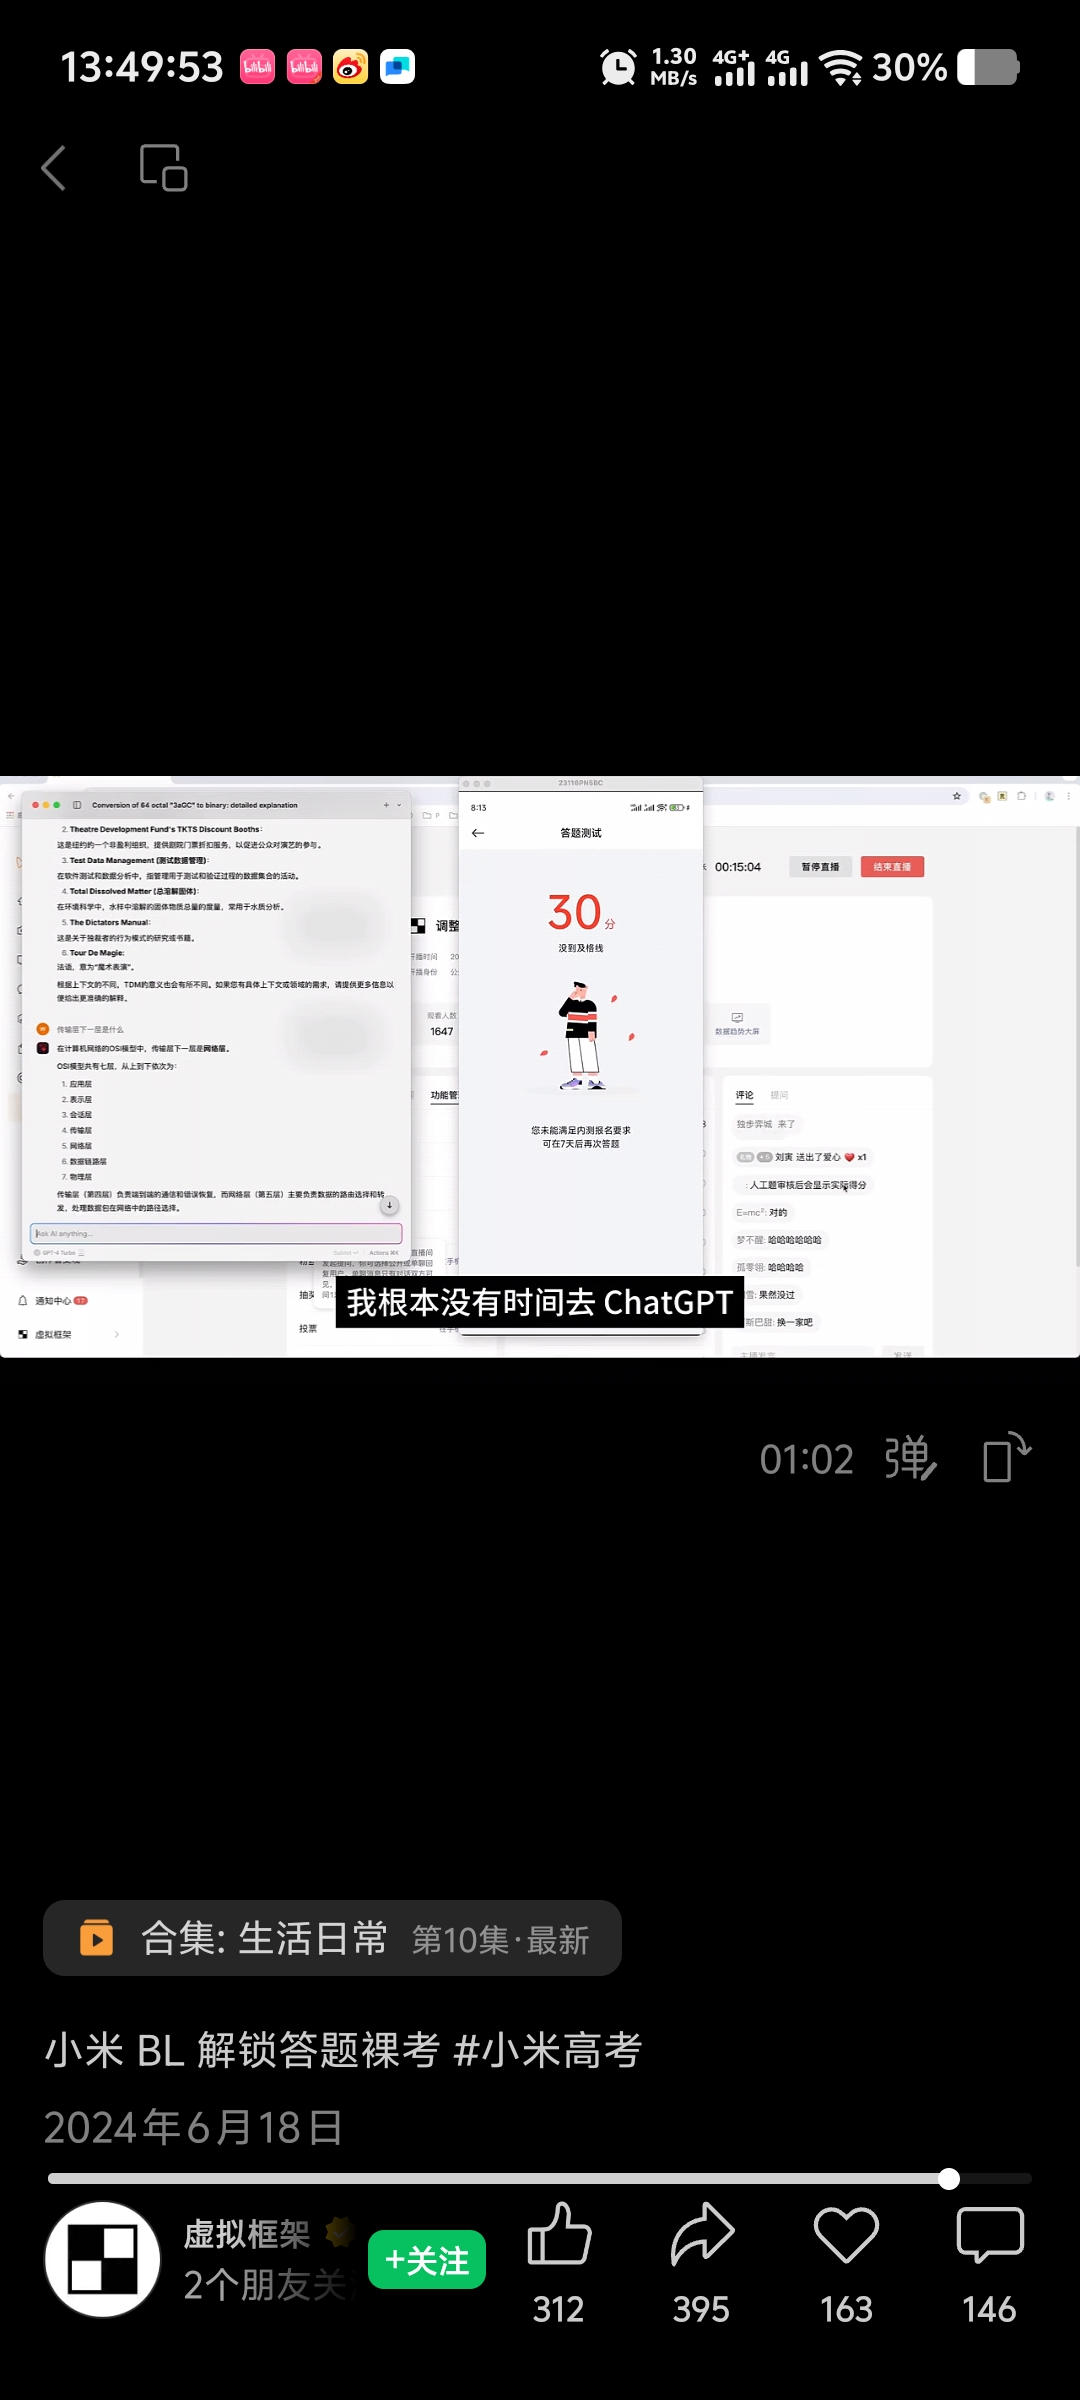 13:49:53
1.30 MB/s
4G+
4G
30%
Conversion of 64 octal "3aGC" to binary: detailed explanation
2. Theatre Development Fund's TKTS Discount Booths:
这是纽约的一个非盈利组织，提供剧院门票折扣服务，以促进公众对演艺的参与。
3. Test Data Management (测试数据管理):
在软件测试和数据分析中，指管理用于测试和验证过程的数据集合的活动。
4. Total Dissolved Matter (总溶解固体):
在环境科学中，水样中溶解的固体物质总量的度量，常用于水质分析。
5. The Dictators Manual:
这是关于独裁者的行为模式的研究或书籍。
6. Tour De Magie:
法语，意为"魔术表演"。
根据上下文的不同，TDM的意义也会有所不同。如果您有具体上下文或领域的需求，请提供更多信息以
便给出更准确的解释。
传输层下一层是什么
在计算机网络的OSI模型中，传输层下一层是网络层。
OSI模型共有七层，从上到下依次为：
1. 应用层
2. 表示层
3. 会话层
4. 传输层
5. 网络层
6. 数据链路层
7. 物理层
传输层（第四层）负责端到端的通信和错误恢复，而网络层（第五层）主要负责数据的路由选择和转
发，处理数据包在网络中的路径选择。
Ask AI anything...
GPT-4 Turbo
Submit
Actions ⌘K
通知中心 17
虚拟框架
投票
调整
观看人数
1647
功能管
23116PN5BC
8:13
答题测试
30分
没到及格线
您未能满足内测报名要求
可在7天后再次答题
00:15:04
暂停直播
结束直播
数据趋势大屏
评论
提问
独步弈城 来了
刘寅 送出了爱心 x1
: 人工题审核后会显示实际得分
E=mc²: 对的
梦不醒: 哈哈哈哈哈哈
孤零翎: 哈哈哈哈
雪: 果然没过
斯巴甜: 换一家吧
我根本没有时间去 ChatGPT
01:02
弹
合集: 生活日常 第10集·最新
小米 BL 解锁答题裸考 #小米高考
2024年6月18日
虚拟框架
2个朋友关
+关注
312
395
163
146